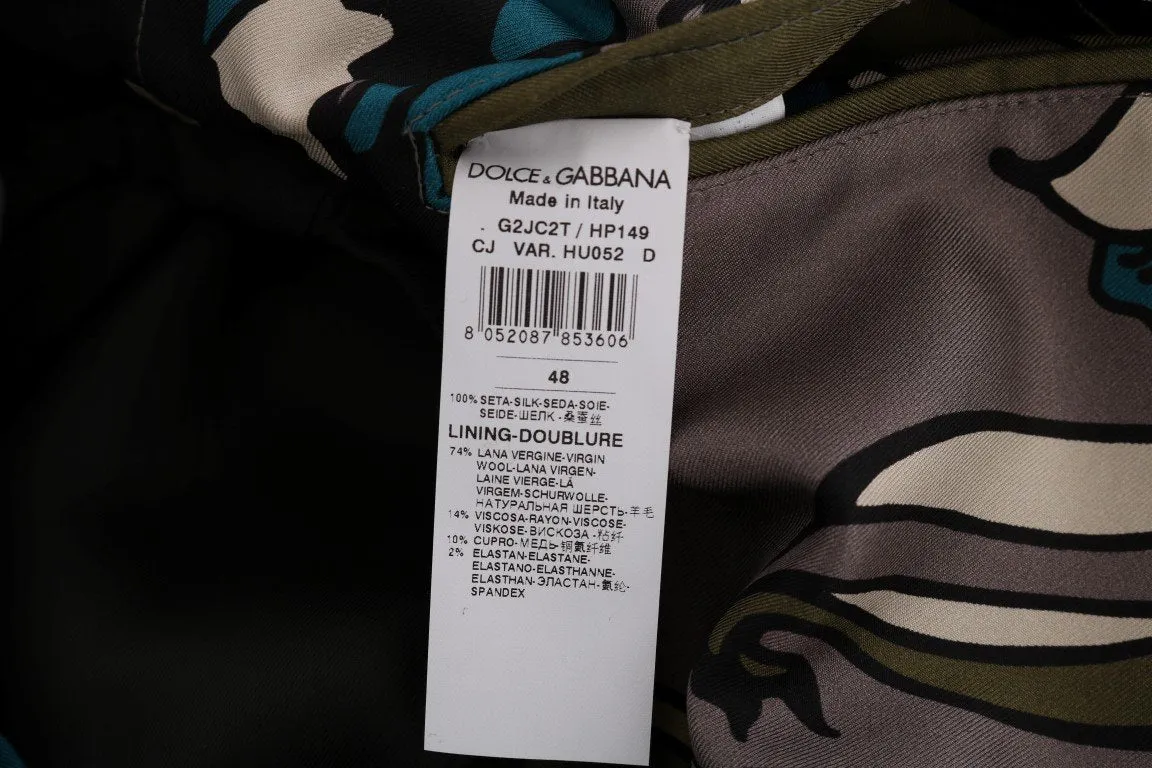 DOLCE & GABBANA
Made in Italy
. G2JC2T / HP149
CJ VAR. HU052 D
8 052087 853606
48
100% SETA-SILK-SEDA-SOIE-
SEIDE-ШЕЛК-桑蚕丝
LINING-DOUBLURE
74% LANA VERGINE-VIRGIN
WOOL-LANA VIRGEN-
LAINE VIERGE-LÃ
VIRGEM-SCHURWOLLE-
НАТУРАЛЬНАЯ ШЕРСТЬ-羊毛
14% VISCOSA-RAYON-VISCOSE-
VISKOSE-ВИСКОЗА-粘纤
10% CUPRO-МЕДЬ-铜氨纤维
2% ELASTAN-ELASTANE-
ELASTANO-ELASTHANNE-
ELASTHAN-ЭЛАСТАН-氨纶-
SPANDEX